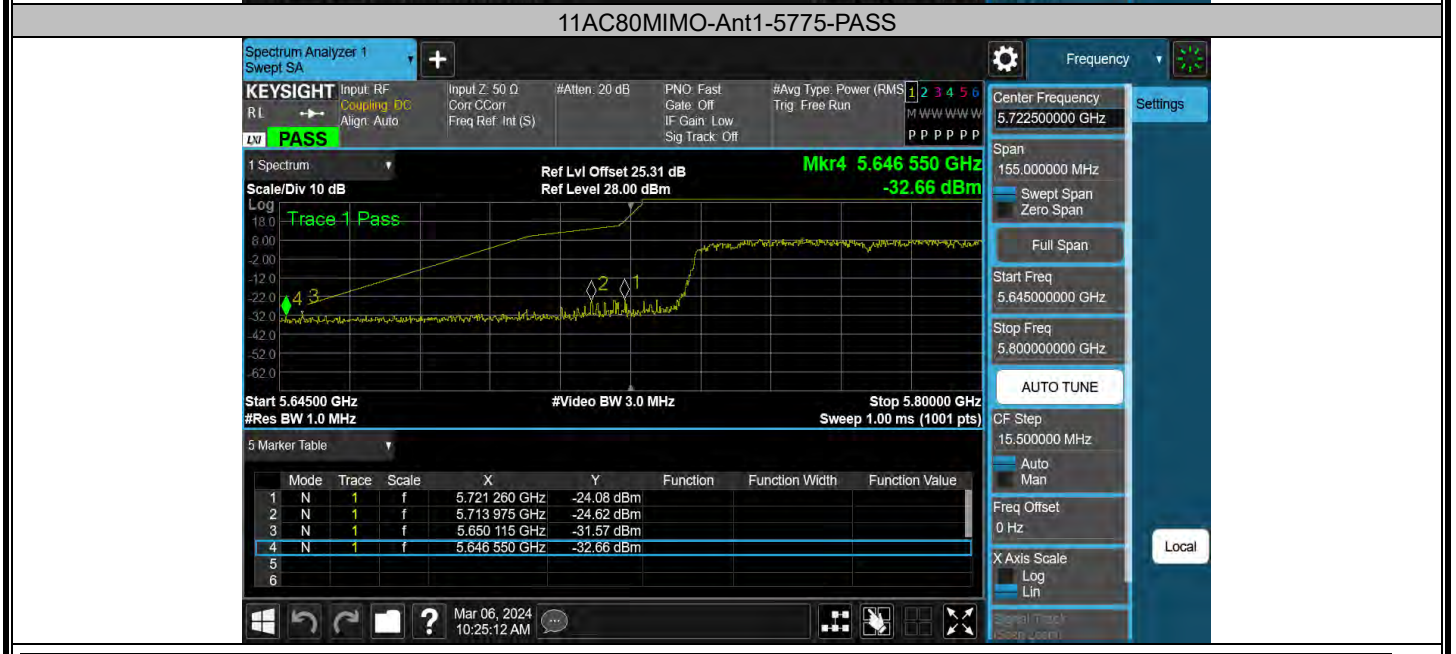 11AC80MIMO-Ant1-5775-PASS
Spectrum Analyzer 1
Swept SA
+
Frequency
KEYSIGHT
RL
LXI PASS
Input: RF
Coupling: DC
Align: Auto
Input Z: 50 Ω
Corr CCorr
Freq Ref: Int (S)
#Atten: 20 dB
PNO: Fast
Gate: Off
IF Gain: Low
Sig Track: Off
#Avg Type: Power (RMS
Trig: Free Run
1 2 3 4 5 6
M W W W W W
P P P P P P
Center Frequency
5.722500000 GHz
Settings
1 Spectrum
Scale/Div 10 dB
Ref Lvl Offset 25.31 dB
Ref Level 28.00 dBm
Mkr4 5.646 550 GHz
-32.66 dBm
Span
155.000000 MHz
Swept Span
Zero Span
Full Span
Start Freq
5.645000000 GHz
Stop Freq
5.800000000 GHz
AUTO TUNE
CF Step
15.500000 MHz
Auto
Man
Freq Offset
0 Hz
X Axis Scale
Log
Lin
Signal Track
(Span Zoom)
Local
Log
Trace 1 Pass
18.0
8.00
-2.00
-12.0
-22.0
-32.0
-42.0
-52.0
-62.0
4 3 2 1
Start 5.64500 GHz
#Res BW 1.0 MHz
#Video BW 3.0 MHz
Stop 5.80000 GHz
Sweep 1.00 ms (1001 pts)
5 Marker Table
Mode Trace Scale X Y Function Function Width Function Value
1 N 1 f 5.721 260 GHz -24.08 dBm
2 N 1 f 5.713 975 GHz -24.62 dBm
3 N 1 f 5.650 115 GHz -31.57 dBm
4 N 1 f 5.646 550 GHz -32.66 dBm
5
6
?
Mar 06, 2024
10:25:12 AM